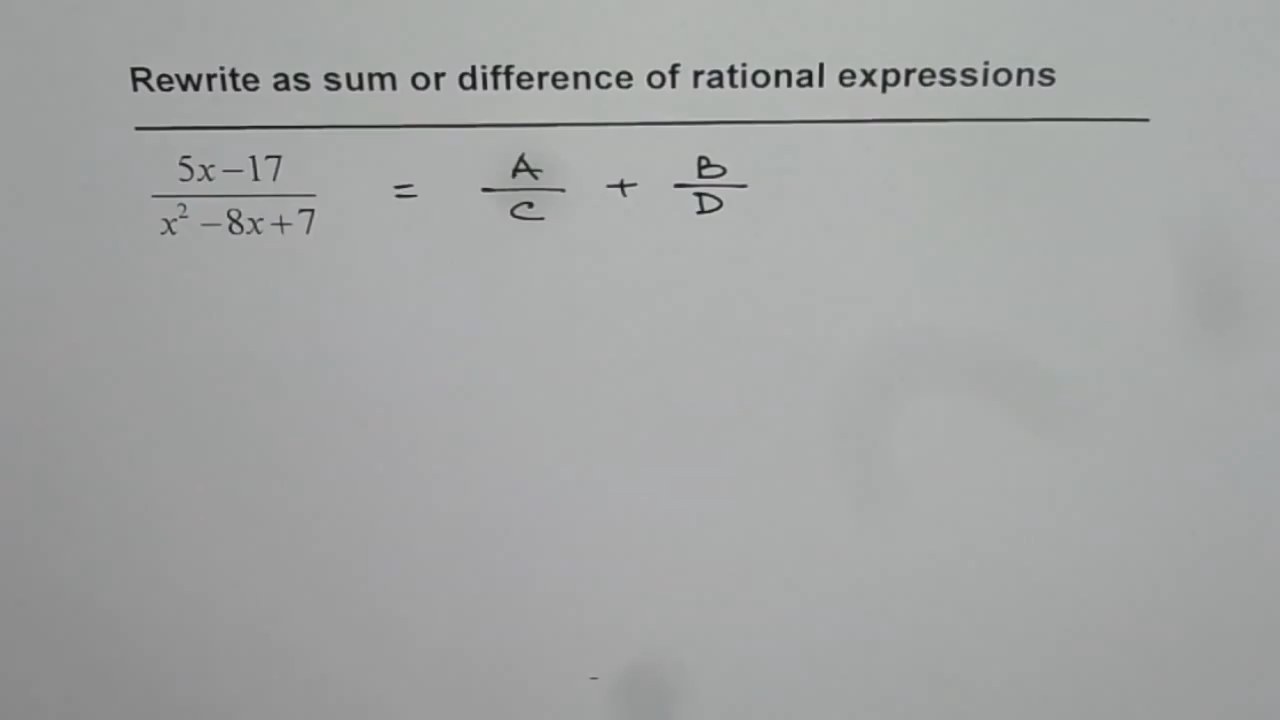 Rewrite as sum or difference of rational expressions
5x−17 / x² −8x+7 = A/C + B/D